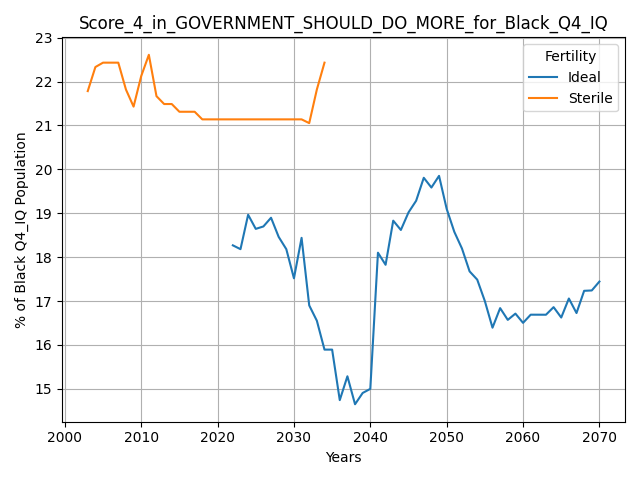 Score_4_in_GOVERNMENT_SHOULD_DO_MORE_for_Black_Q4_IQ
Fertility
Ideal
Sterile
% of Black Q4_IQ Population
23
22
21
20
19
18
17
16
15
2000 2010 2020 2030 2040 2050 2060 2070
Years